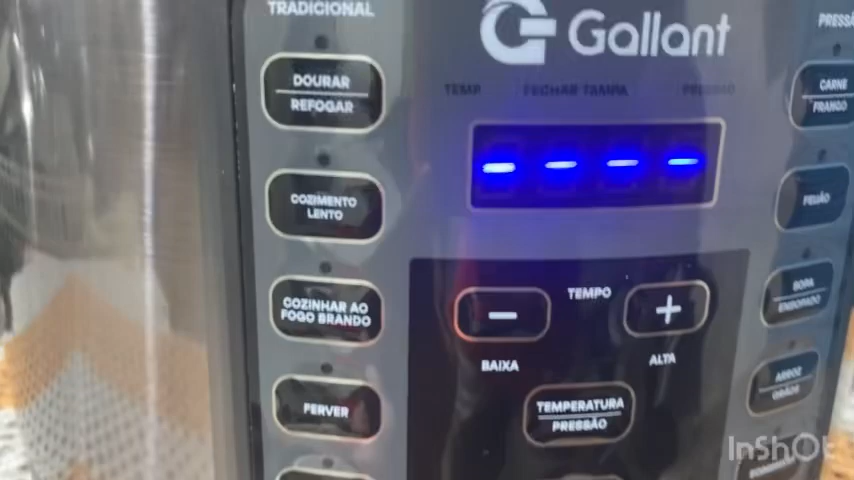 TRADICIONAL
Gallant
TEMP FECHAR TAMPA PRESSÃO
DOURAR
REFOGAR
COZIMENTO
LENTO
COZINHAR AO
FOGO BRANDO
FERVER
- TEMPO +
BAIXA ALTA
TEMPERATURA
PRESSÃO
CARNE
FRANGO
FEIJÃO
SOPA
ENSOPADO
ARROZ
GRÃOS
InShOt